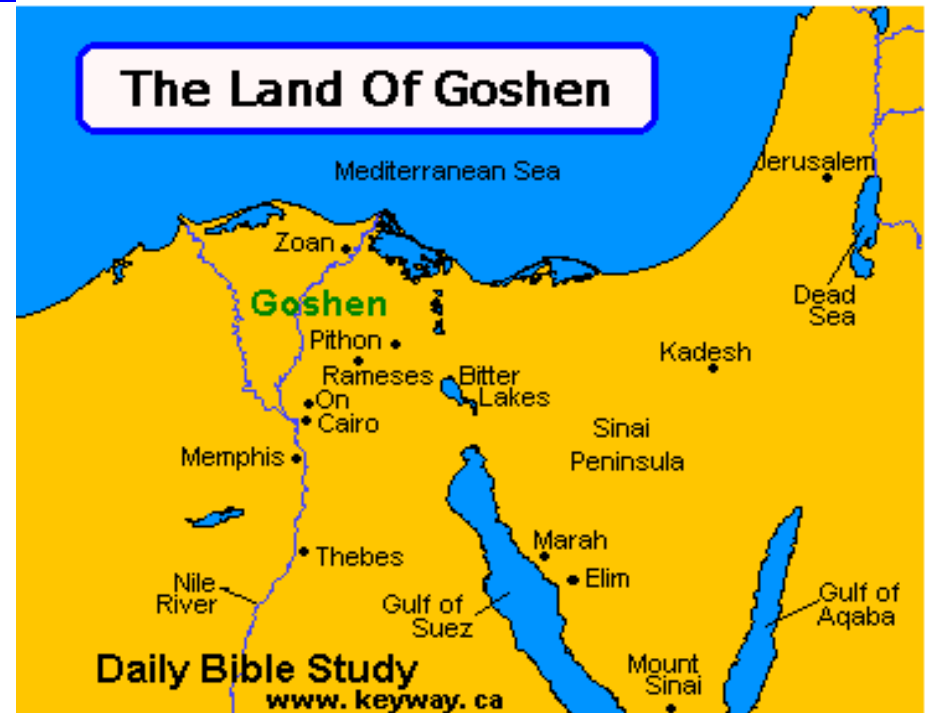 The Land Of Goshen
Mediterranean Sea
Jerusalem
Zoan
Dead
Sea
Goshen
Pithon
Kadesh
Rameses
Bitter
Lakes
On
Cairo
Sinai
Peninsula
Memphis
Marah
Thebes
Elim
Nile
River
Gulf of
Suez
Gulf of
Aqaba
Mount
Sinai
Daily Bible Study
www. keyway. ca